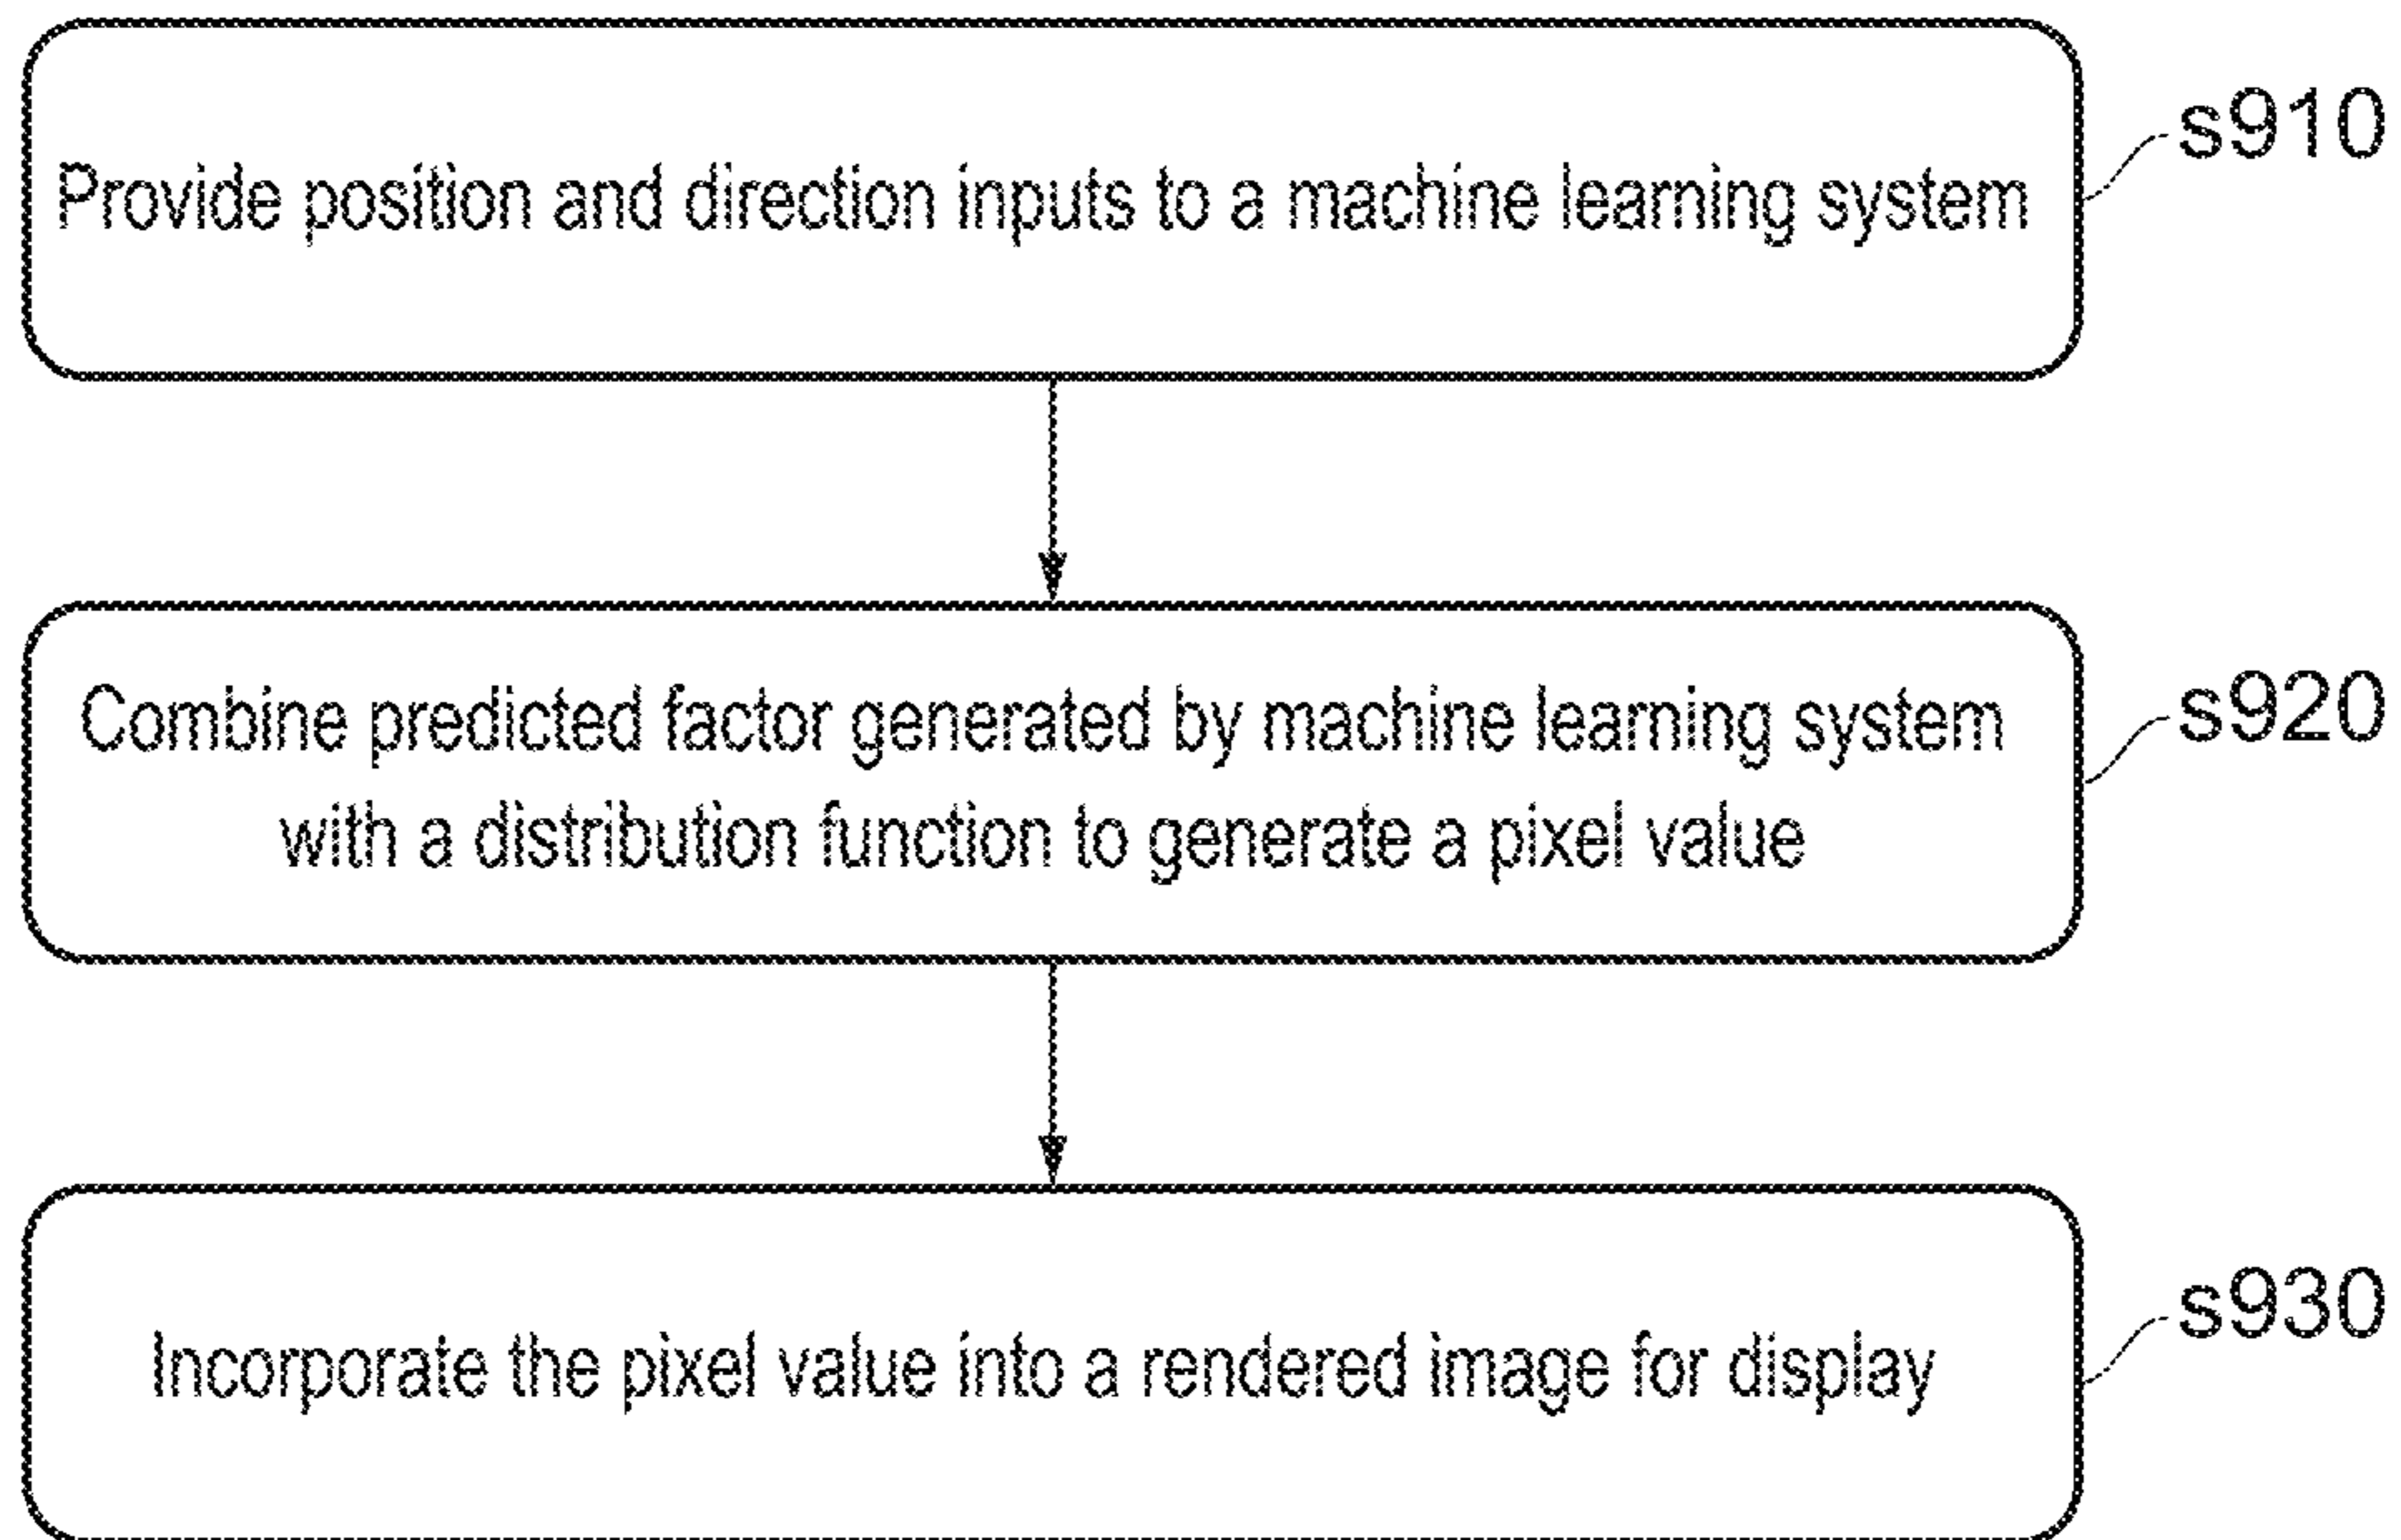 Provide position and direction inputs to a machine learning system
s910
Combine predicted factor generated by machine learning system
with a distribution function to generate a pixel value
s920
Incorporate the pixel value into a rendered image for display
s930